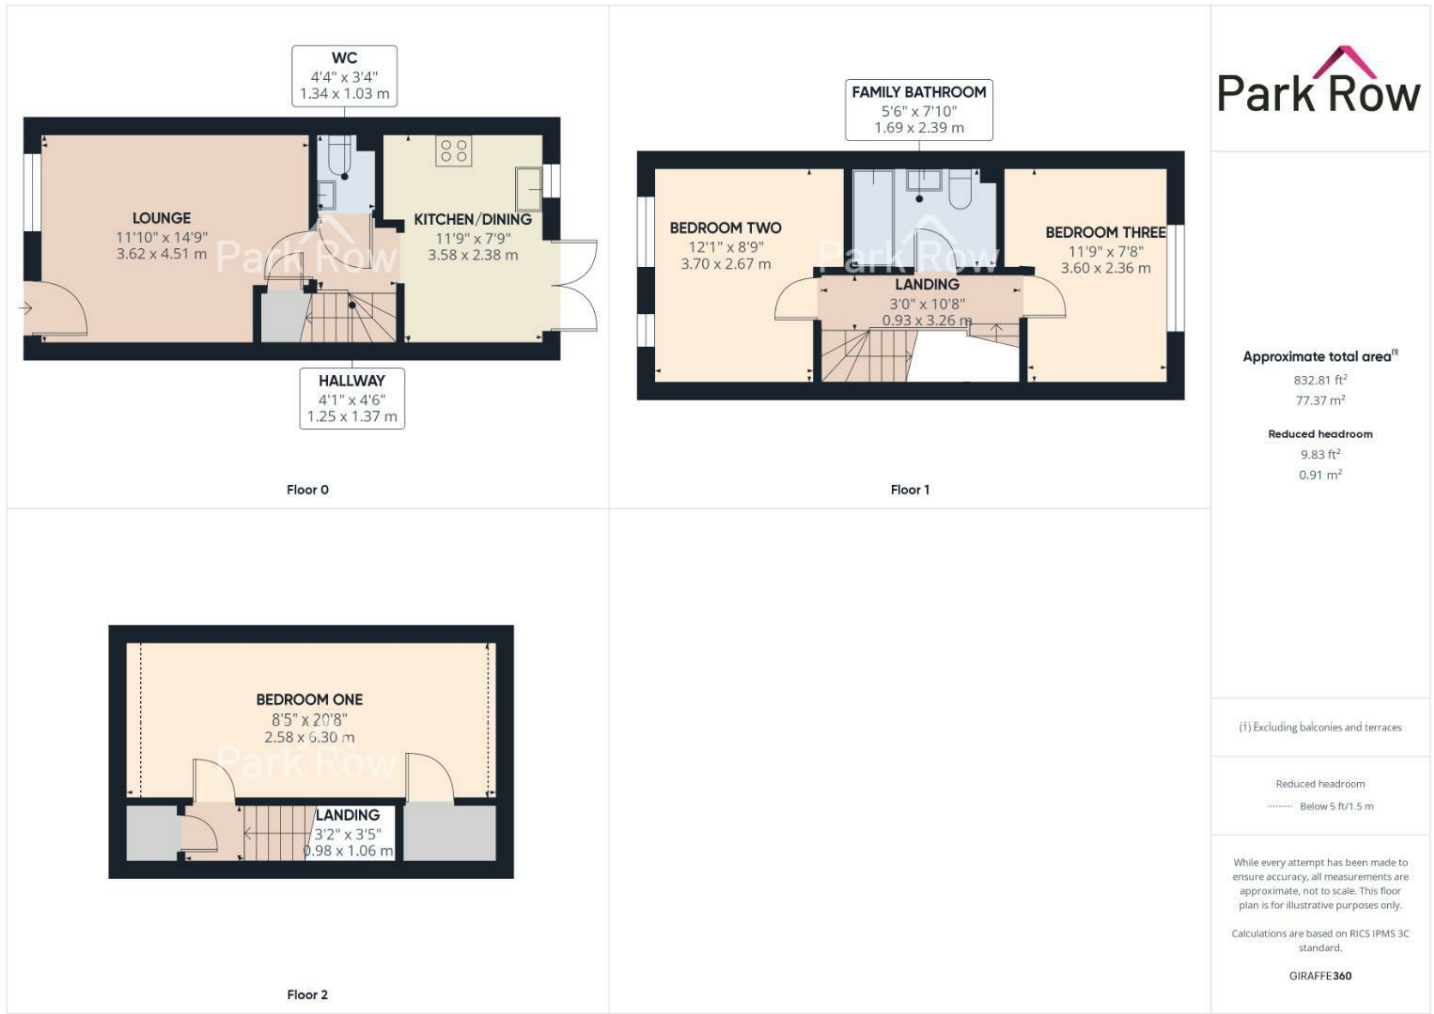 WC
4'4" x 3'4"
1.34 x 1.03 m
LOUNGE
11'10" x 14'9"
3.62 x 4.51 m
KITCHEN/DINING
11'9" x 7'9"
3.58 x 2.38 m
Park Row
HALLWAY
4'1" x 4'6"
1.25 x 1.37 m
Floor 0
FAMILY BATHROOM
5'6" x 7'10"
1.69 x 2.39 m
BEDROOM TWO
12'1" x 8'9"
3.70 x 2.67 m
BEDROOM THREE
11'9" x 7'8"
3.60 x 2.36 m
Park Row
LANDING
3'0" x 10'8"
0.93 x 3.26 m
Floor 1
BEDROOM ONE
8'5" x 20'8"
2.58 x 6.30 m
Park Row
LANDING
3'2" x 3'5"
0.98 x 1.06 m
Floor 2
Park Row
Approximate total area(1)
832.81 ft²
77.37 m²
Reduced headroom
9.83 ft²
0.91 m²
(1) Excluding balconies and terraces
Reduced headroom
Below 5 ft/1.5 m
While every attempt has been made to
ensure accuracy, all measurements are
approximate, not to scale. This floor
plan is for illustrative purposes only.
Calculations are based on RICS IPMS 3C
standard.
GIRAFFE360